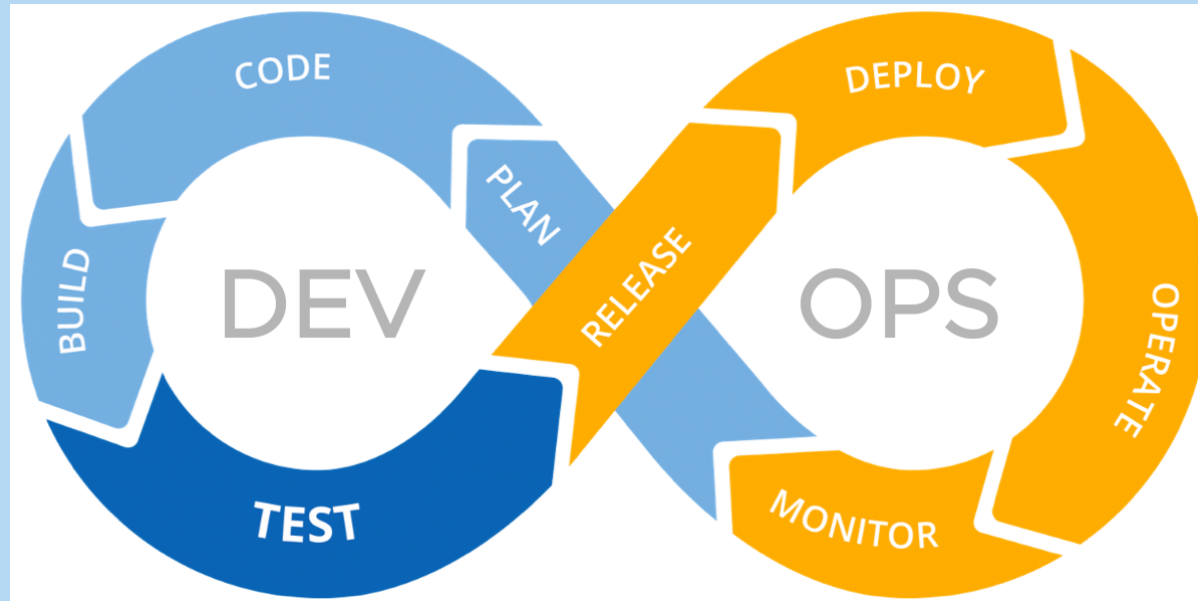 CODE
DEPLOY
PLAN
BUILD
DEV
RELEASE
OPS
OPERATE
TEST
MONITOR